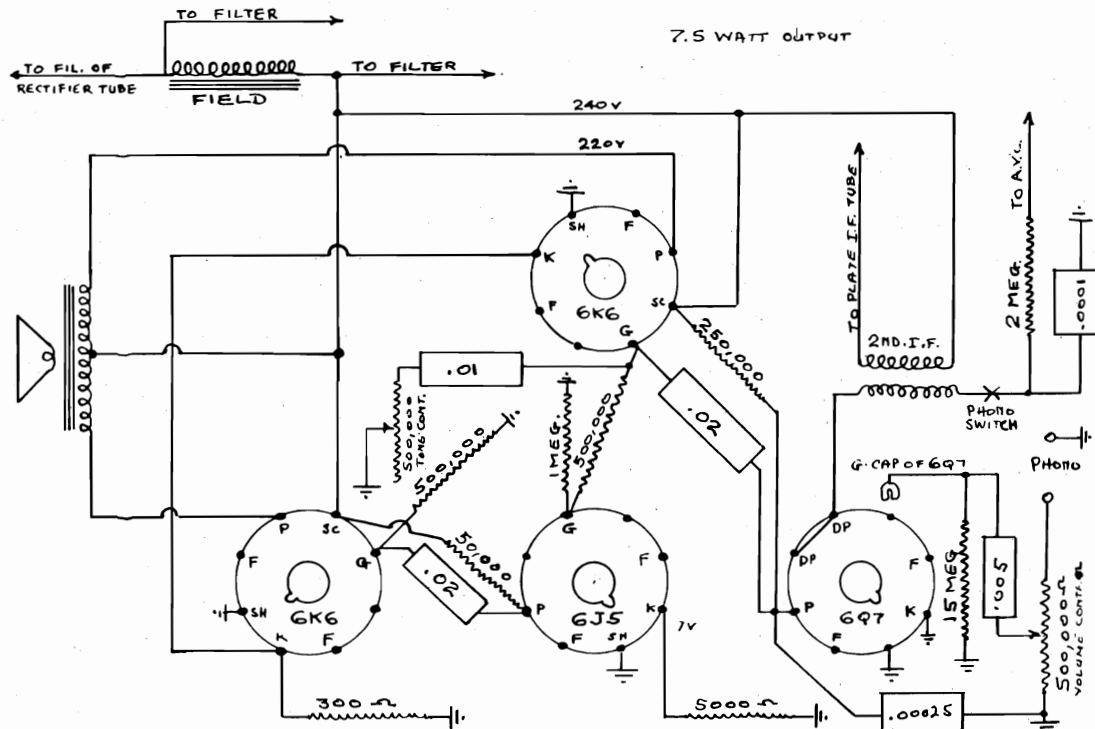 TO FILTER
7.5 WATT OUTPUT
TO FIL. OF
RECTIFIER TUBE
FIELD
TO FILTER
240V
220V
TO PLATE I.F. TUBE
TO A.V.C.
2 MEG.
.0001
SH
F
K
P
F
6K6
SC
G
250,000
2ND. I.F.
PHONO
SWITCH
.01
500,000
TONE CONT.
500,000
1 MEG.
500,000
.02
G. CAP OF 6Q7
PHONO
P
SC
F
G
SH
6K6
K
F
50,000
.02
G
F
P
6J5
K
F
SH
7V
DP
DP
F
P
6Q7
K
F
15 MEG
.005
500,000Ω
VOLUME CONTROL
300 Ω
5000 Ω
.00025